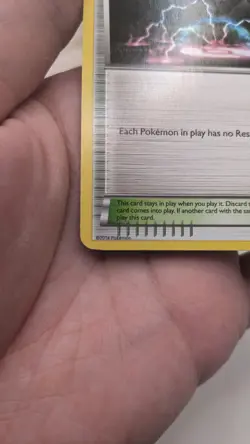 Each Pokémon in play has no Res
This card stays in play when you play it. Discard t
card comes into play. If another card with the
play this card.
©2016 Pokémon